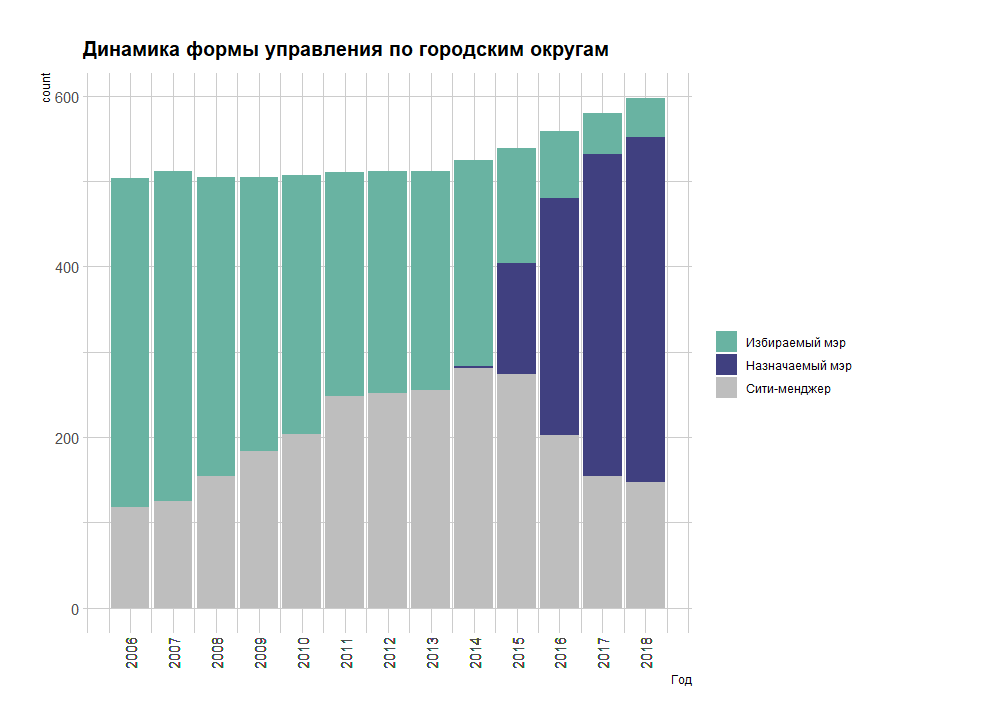 Динамика формы управления по городским округам
count
600
400
200
0
2006 2007 2008 2009 2010 2011 2012 2013 2014 2015 2016 2017 2018
Год
Избираемый мэр
Назначаемый мэр
Сити-менджер